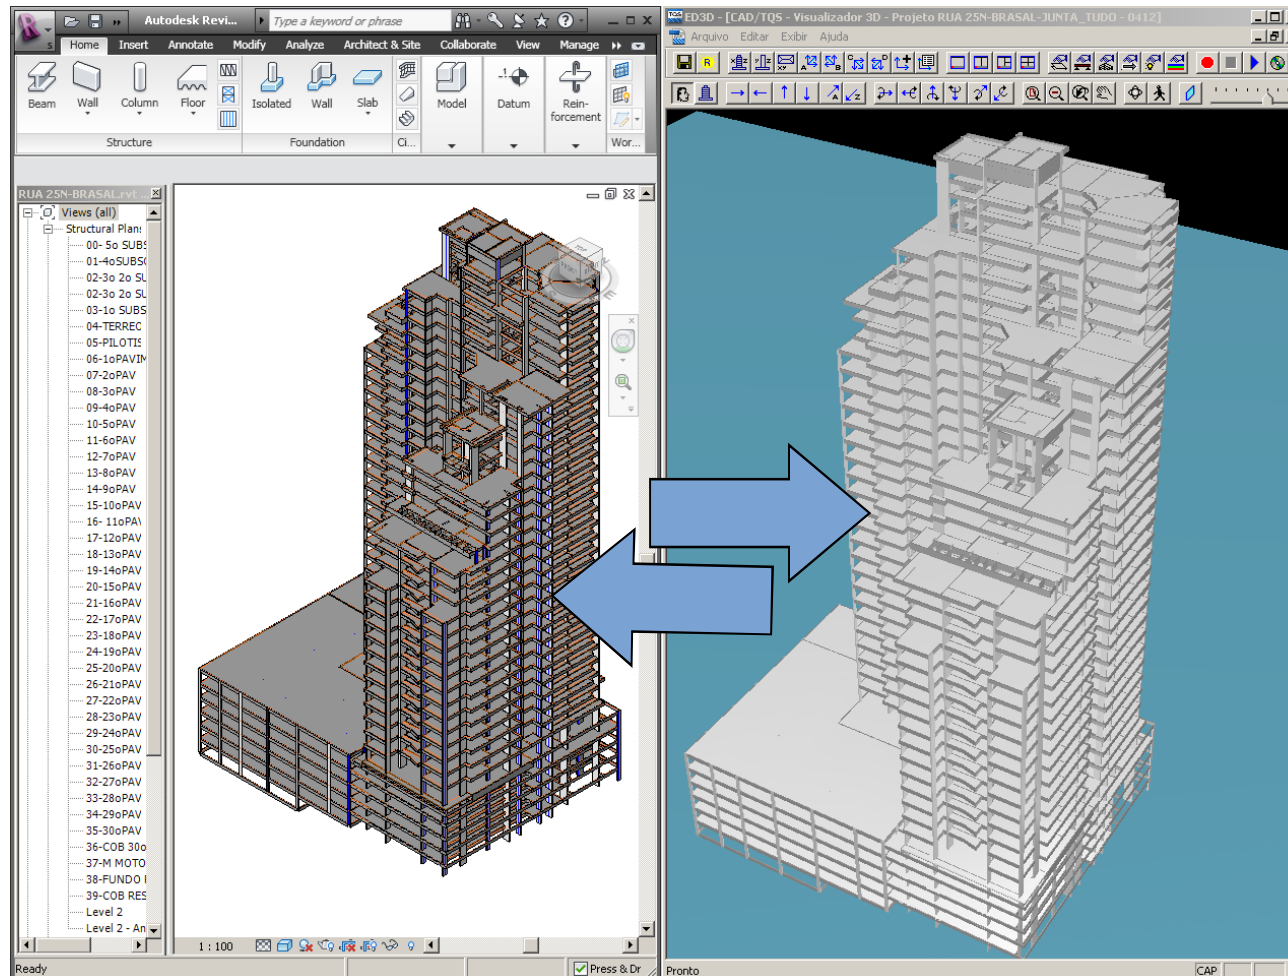 Autodesk Revi...
Type a keyword or phrase
Home Insert Annotate Modify Analyze Architect & Site Collaborate View Manage
Beam Wall Column Floor Isolated Wall Slab Model Datum Rein-
forcement
Structure Foundation Ci... Wor...
RUA 25N-BRASAL.rvt ...
Views (all)
Structural Plans
00- 5o SUBS
01-4oSUBS
02-3o 2o SU
02-3o 2o SU
03-1o SUBS
04-TERREO
05-PILOTIS
06-1oPAVIM
07-2oPAV
08-3oPAV
09-4oPAV
10-5oPAV
11-6oPAV
12-7oPAV
13-8oPAV
14-9oPAV
15-10oPAV
16- 11oPAV
17-12oPAV
18-13oPAV
19-14oPAV
20-15oPAV
21-16oPAV
22-17oPAV
23-18oPAV
24-19oPAV
25-20oPAV
26-21oPAV
27-22oPAV
28-23oPAV
29-24oPAV
30-25oPAV
31-26oPAV
32-27oPAV
33-28oPAV
34-29oPAV
35-30oPAV
36-COB 30o
37-M MOTO
38-FUNDO
39-COB RES
Level 2
Level 2 - An
TOP
1 : 100
Ready
Press & Dr
ED3D - [CAD/TQS - Visualizador 3D - Projeto RUA 25N-BRASAL-JUNTA_TUDO - 0412]
Arquivo Editar Exibir Ajuda
Pronto
CAP